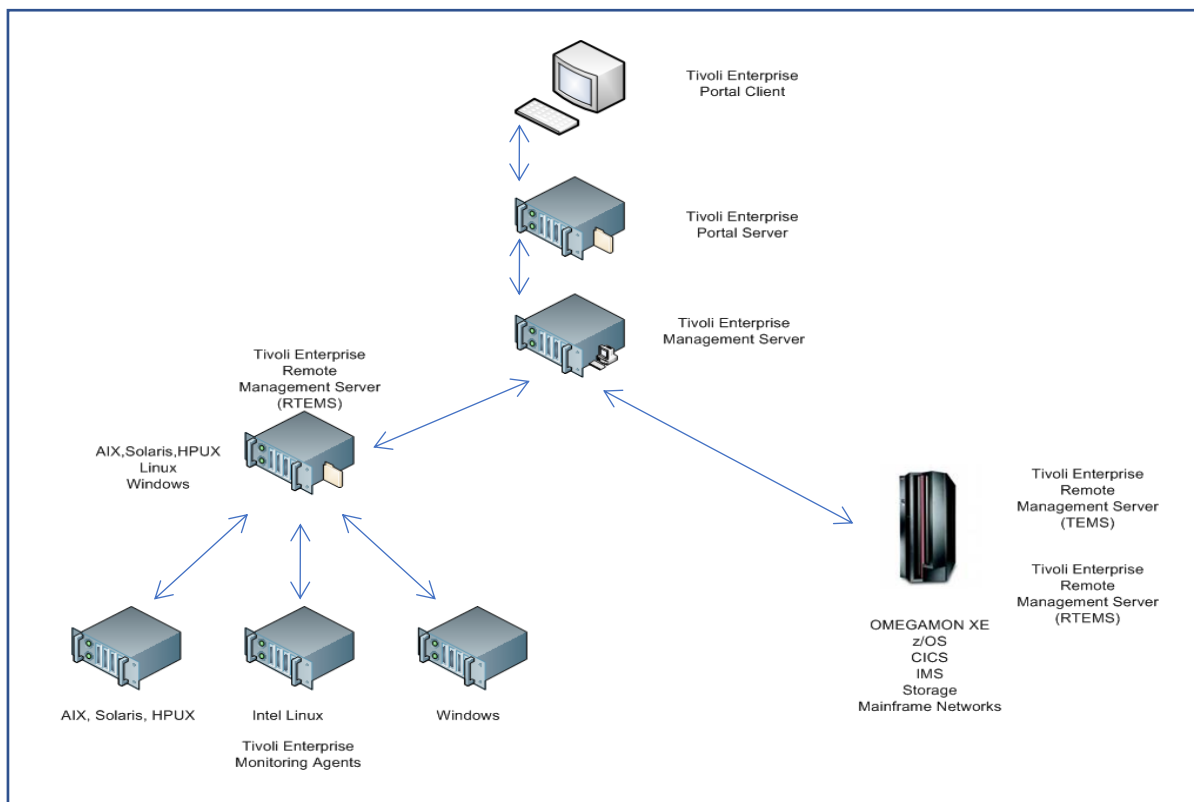 Tivoli Enterprise
Portal Client
Tivoli Enterprise
Portal Server
Tivoli Enterprise
Management Server
Tivoli Enterprise
Remote
Management Server
(RTEMS)
AIX,Solaris,HPUX
Linux
Windows
Tivoli Enterprise
Remote
Management Server
(TEMS)
Tivoli Enterprise
Remote
Management Server
(RTEMS)
OMEGAMON XE
z/OS
CICS
IMS
Storage
Mainframe Networks
AIX, Solaris, HPUX
Intel Linux
Windows
Tivoli Enterprise
Monitoring Agents